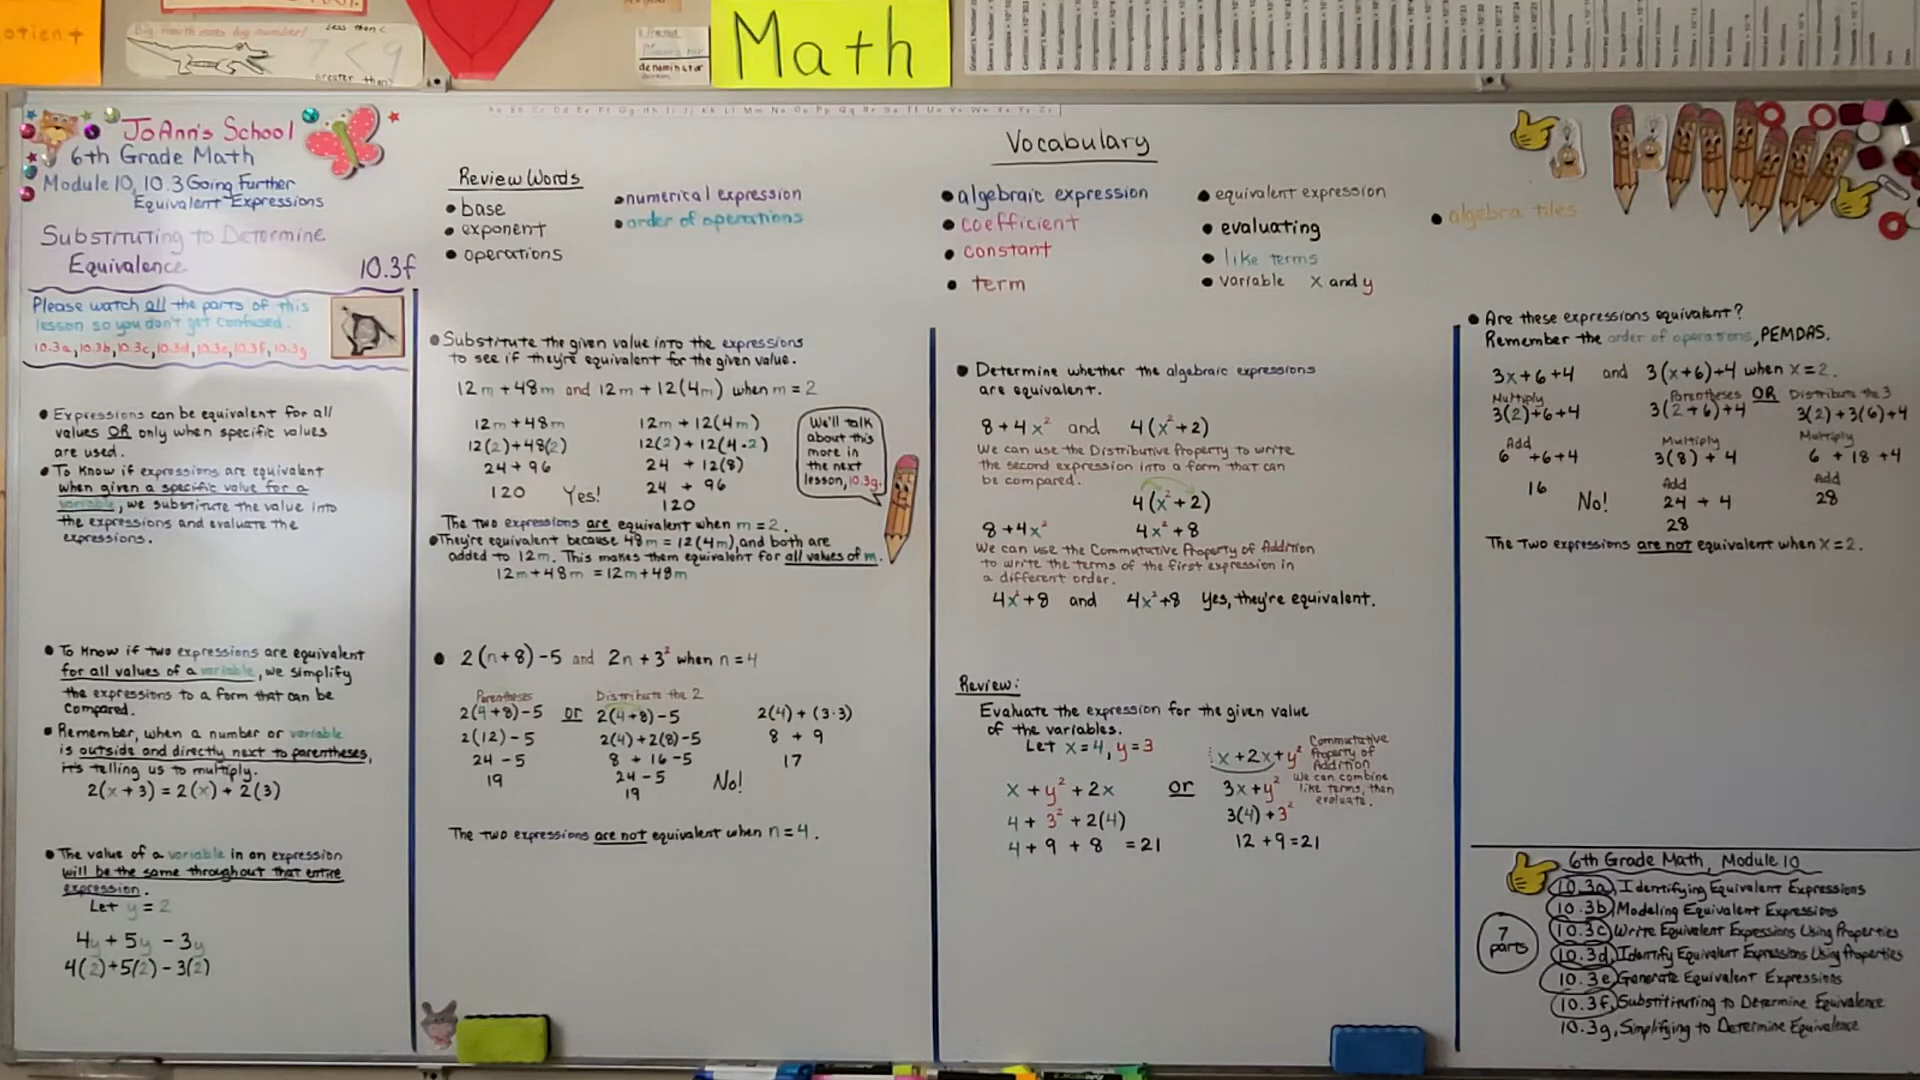 otient
Big mouth eats big number!
Less than <
7 < 9
Greater than >
denominator
Math
JoAnn's School
6th Grade Math
Module 10, 10.3 Going Further
Equivalent Expressions
Substituting to Determine
Equivalence
10.3f
Please watch all the parts of this
lesson so you don't get confused.
10.3a, 10.3b, 10.3c, 10.3d, 10.3e, 10.3f, 10.3g
• Expressions can be equivalent for all
values OR only when specific values
are used.
• To know if expressions are equivalent
when given a specific value for a
variable, we substitute the value into
the expressions and evaluate the
expressions.
• To know if two expressions are equivalent
for all values of a variable, we simplify
the expressions to a form that can be
compared.
• Remember, when a number or variable
is outside and directly next to parentheses,
it's telling us to multiply.
2(x + 3) = 2(x) + 2(3)
• The value of a variable in an expression
will be the same throughout that entire
expression.
Let y = 2
4y + 5y - 3y
4(2)+5(2) - 3(2)
Vocabulary
Review Words
• base
• exponent
• operations
• numerical expression
• order of operations
• algebraic expression
• coefficient
• constant
• term
• equivalent expression
• evaluating
• like terms
• variable x and y
• algebra tiles
• Substitute the given value into the expressions
to see if they're equivalent for the given value.
12m + 48m and 12m + 12(4m) when m = 2
12m + 48m
12(2)+48(2)
24 + 96
120 Yes!
12m + 12(4m)
12(2) + 12(4•2)
24 + 12(8)
24 + 96
120
We'll talk
about this
more in
the next
lesson, 10.3g.
The two expressions are equivalent when m = 2.
• They're equivalent because 48m = 12(4m), and both are
added to 12m. This makes them equivalent for all values of m.
12m + 48m = 12m + 48m
• 2(n+8) - 5 and 2n + 3² when n = 4
Parentheses
2(4+8) - 5
2(12) - 5
24 - 5
19
or
Distribute the 2
2(4+8) - 5
2(4)+2(8)-5
8 + 16 - 5
24 - 5
19
No!
2(4) + (3·3)
8 + 9
17
The two expressions are not equivalent when n = 4.
• Determine whether the algebraic expressions
are equivalent.
8 + 4x² and 4(x²+2)
We can use the Distributive Property to write
the second expression into a form that can
be compared.
4(x²+2)
8 + 4x² 4x² + 8
We can use the Commutative Property of Addition
to write the terms of the first expression in
a different order.
4x²+8 and 4x²+8 Yes, they're equivalent.
Review:
Evaluate the expression for the given value
of the variables.
Let x = 4, y = 3
x + y² + 2x
4 + 3² + 2(4)
4 + 9 + 8 = 21
or
x + 2x + y²
3x + y²
3(4) + 3²
12 + 9 = 21
Commutative
Property of
Addition
We can combine
like terms, then
evaluate.
• Are these expressions equivalent?
Remember the order of operations, PEMDAS.
3x + 6 + 4 and 3(x+6)+4 when x = 2.
Multiply
3(2)+6+4
Add
6 +6+4
16
No!
Parentheses
3(2+6)+4
Multiply
3(8) + 4
Add
24 + 4
28
OR
Distribute the 3
3(2)+3(6)+4
Multiply
6 + 18 + 4
Add
28
The two expressions are not equivalent when x = 2.
6th Grade Math, Module 10
7
parts
10.3a, Identifying Equivalent Expressions
10.3b, Modeling Equivalent Expressions
10.3c, Write Equivalent Expressions Using Properties
10.3d, Identify Equivalent Expressions Using Properties
10.3e, Generate Equivalent Expressions
10.3f, Substitituting to Determine Equivalence
10.3g, Simplifying to Determine Equivalence